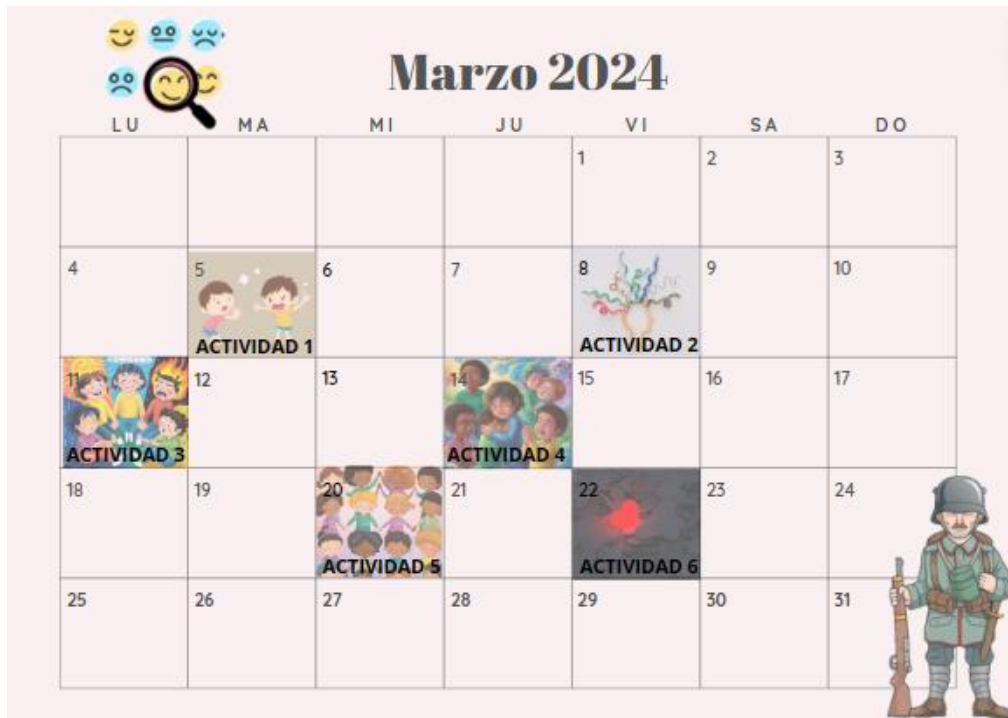 Marzo 2024
LU MA MI JU VI SA DO
1 2 3
4 5 6 7 8 9 10
ACTIVIDAD 1 ACTIVIDAD 2
11 12 13 14 15 16 17
ACTIVIDAD 3 ACTIVIDAD 4
18 19 20 21 22 23 24
ACTIVIDAD 5 ACTIVIDAD 6
25 26 27 28 29 30 31